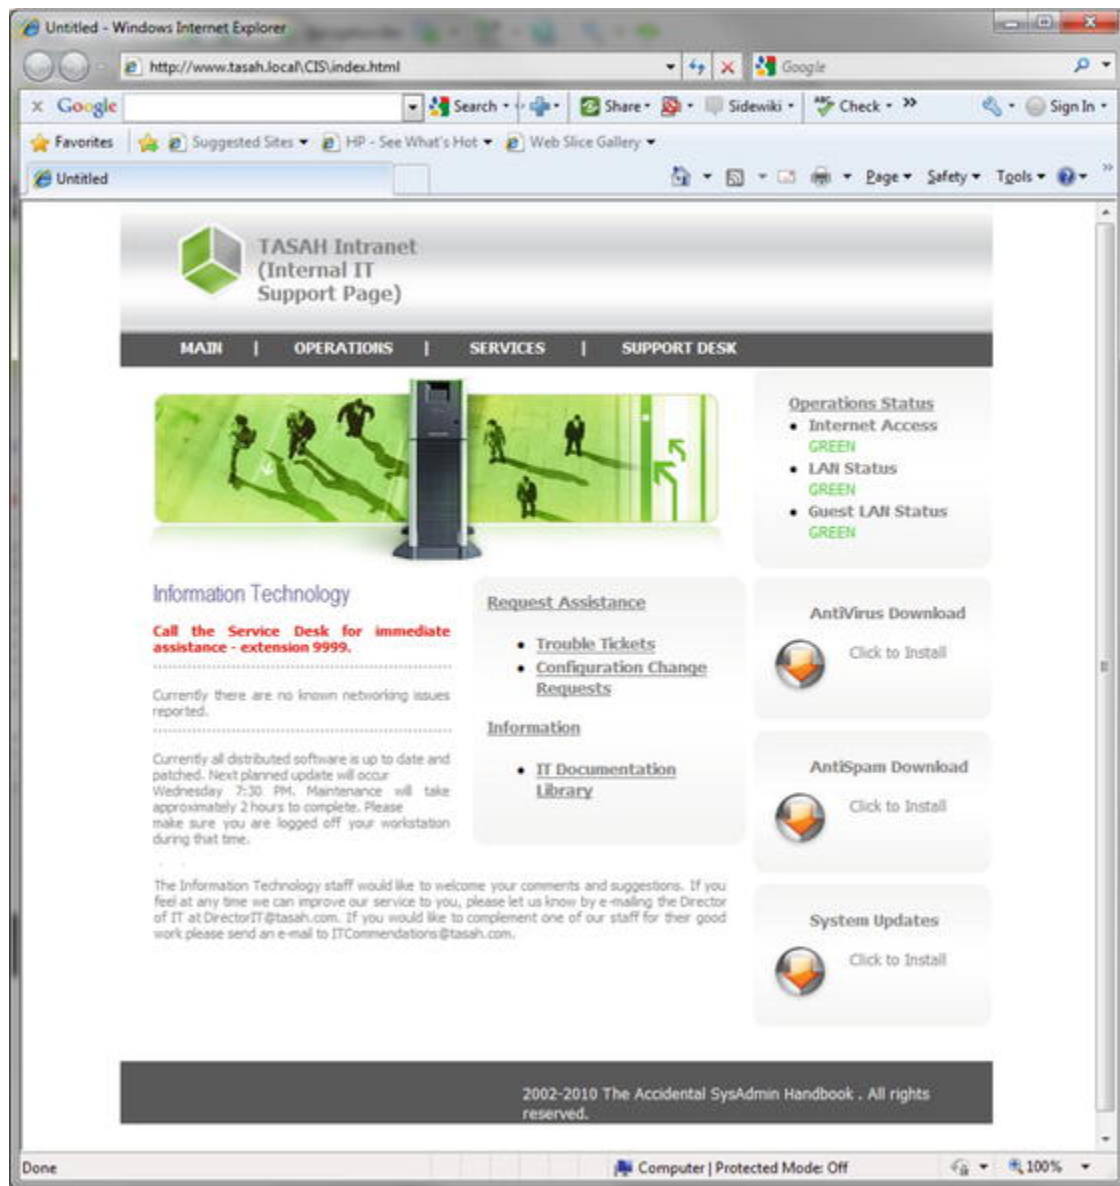 Untitled - Windows Internet Explorer
http://www.tasah.local\CIS\index.html
Google
x Google
Search
Share
Sidewiki
Check
»
Sign In
Favorites
Suggested Sites
HP - See What's Hot
Web Slice Gallery
Untitled
Page
Safety
Tools
»
TASAH Intranet
(Internal IT
Support Page)
MAIN | OPERATIONS | SERVICES | SUPPORT DESK
Operations Status
• Internet Access
GREEN
• LAN Status
GREEN
• Guest LAN Status
GREEN
Information Technology
Call the Service Desk for immediate
assistance - extension 9999.
Currently there are no known networking issues
reported.
Currently all distributed software is up to date and
patched. Next planned update will occur
Wednesday 7:30 PM. Maintenance will take
approximately 2 hours to complete. Please
make sure you are logged off your workstation
during that time.
Request Assistance
• Trouble Tickets
• Configuration Change
Requests
Information
• IT Documentation
Library
The Information Technology staff would like to welcome your comments and suggestions. If you
feel at any time we can improve our service to you, please let us know by e-mailing the Director
of IT at DirectorIT@tasah.com. If you would like to complement one of our staff for their good
work please send an e-mail to ITCommendations@tasah.com.
AntiVirus Download
Click to Install
AntiSpam Download
Click to Install
System Updates
Click to Install
2002-2010 The Accidental SysAdmin Handbook . All rights
reserved.
Done
Computer | Protected Mode: Off
100%